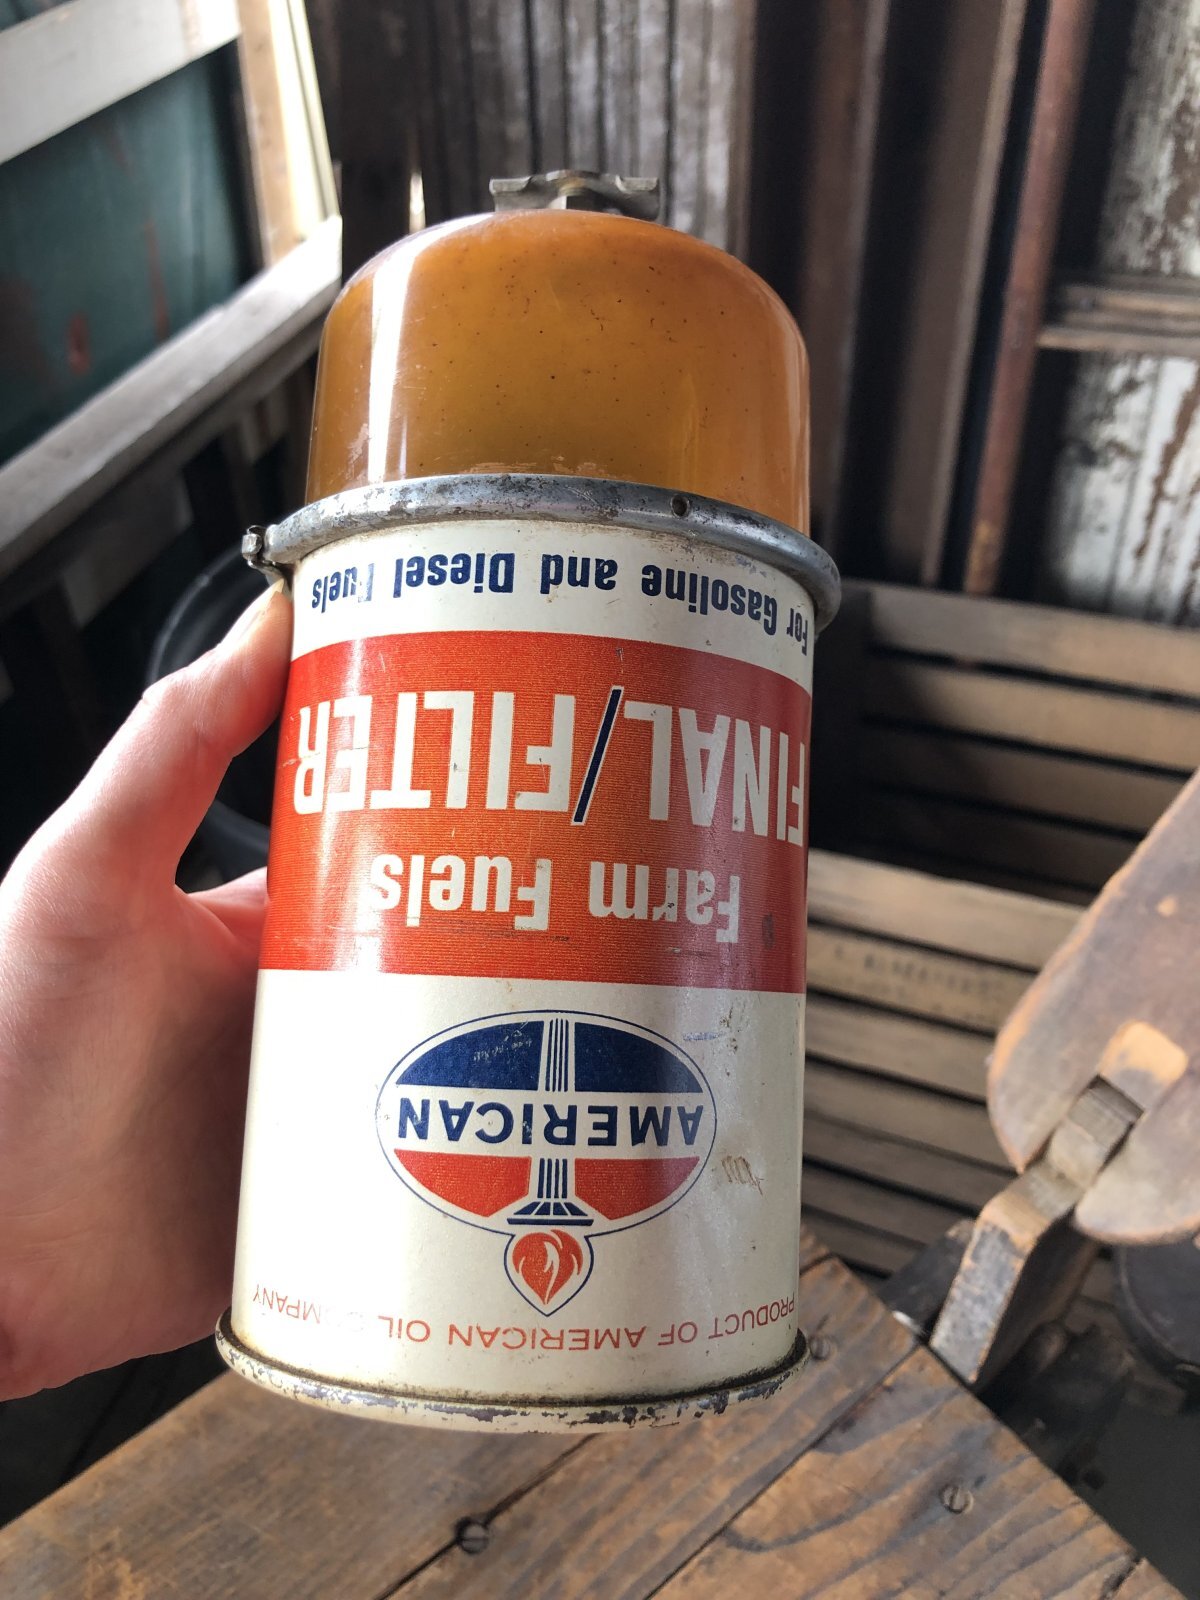 PRODUCT OF AMERICAN OIL COMPANY
AMERICAN
Farm Fuels
FINAL/FILTER
For Gasoline and Diesel Fuels